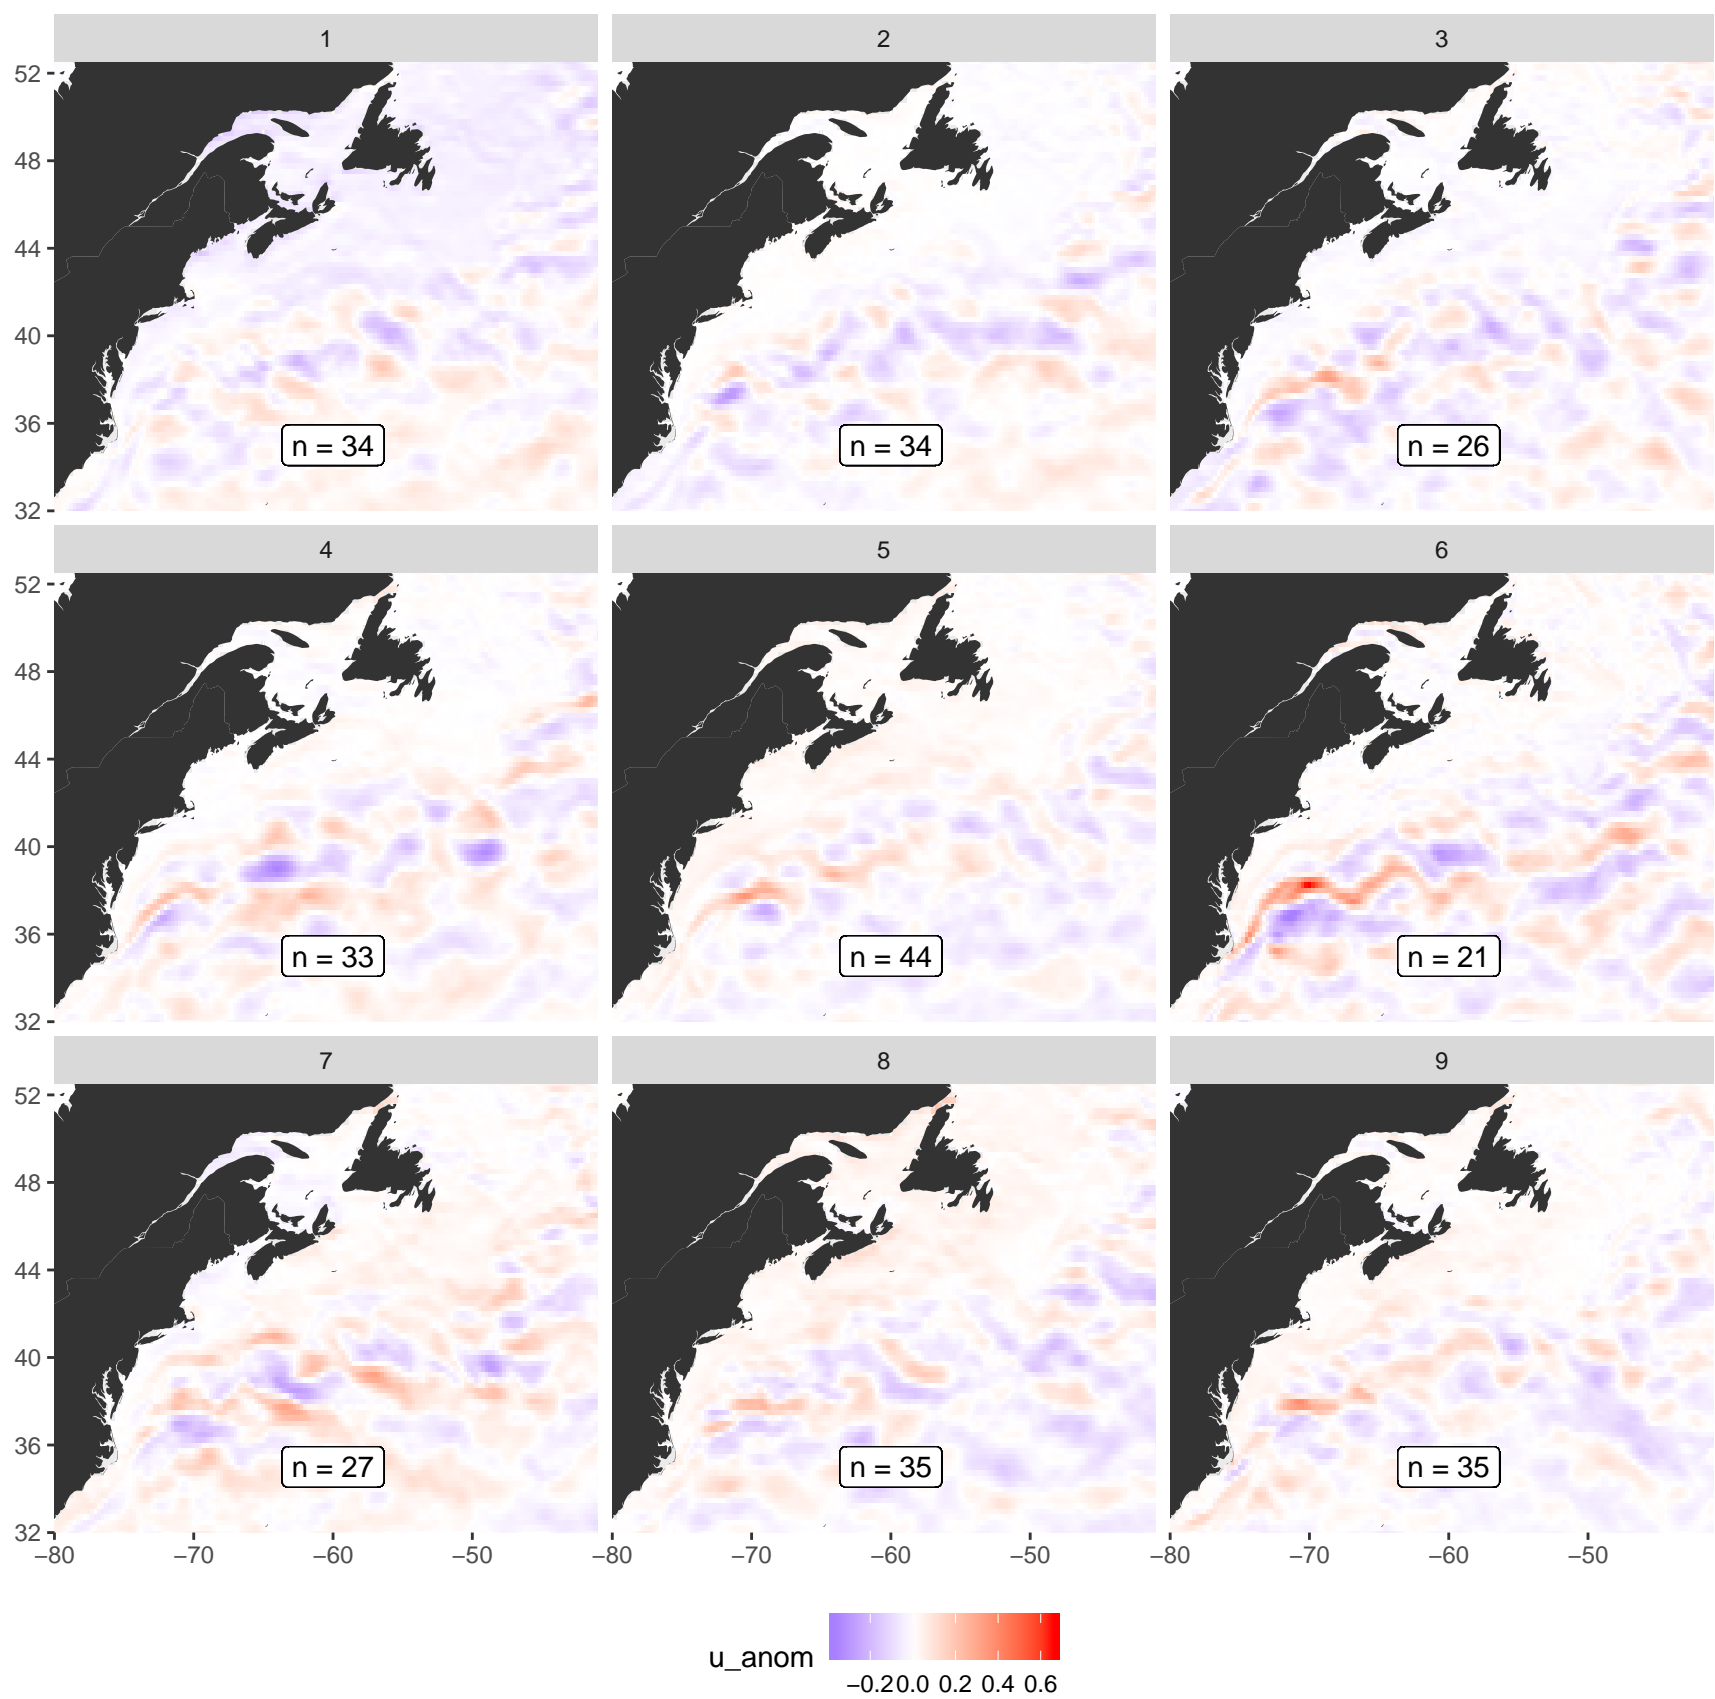 1 2 3
52
48
44
40
36
32
n = 34 n = 34 n = 26
4 5 6
52
48
44
40
36
32
n = 33 n = 44 n = 21
7 8 9
52
48
44
40
36
32
n = 27 n = 35 n = 35
−80 −70 −60 −50 −80 −70 −60 −50 −80 −70 −60 −50
u_anom
−0.2 0.0 0.2 0.4 0.6